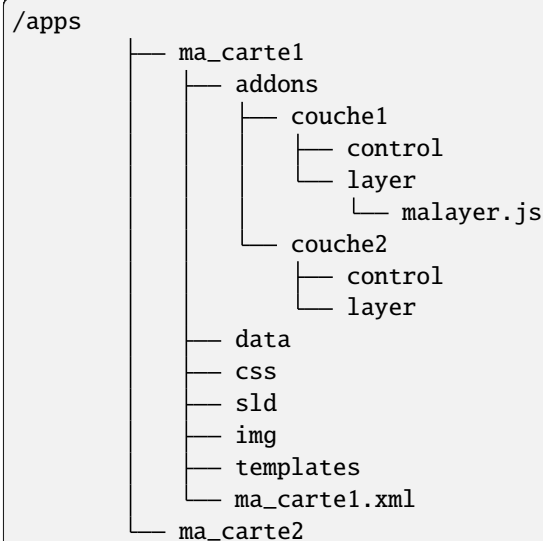 /apps
├── ma_carte1
│   ├── addons
│   │   ├── couche1
│   │   │   ├── control
│   │   │   └── layer
│   │   │       └── malayer.js
│   │   └── couche2
│   │       ├── control
│   │       └── layer
│   ├── data
│   ├── css
│   ├── sld
│   ├── img
│   ├── templates
│   └── ma_carte1.xml
└── ma_carte2